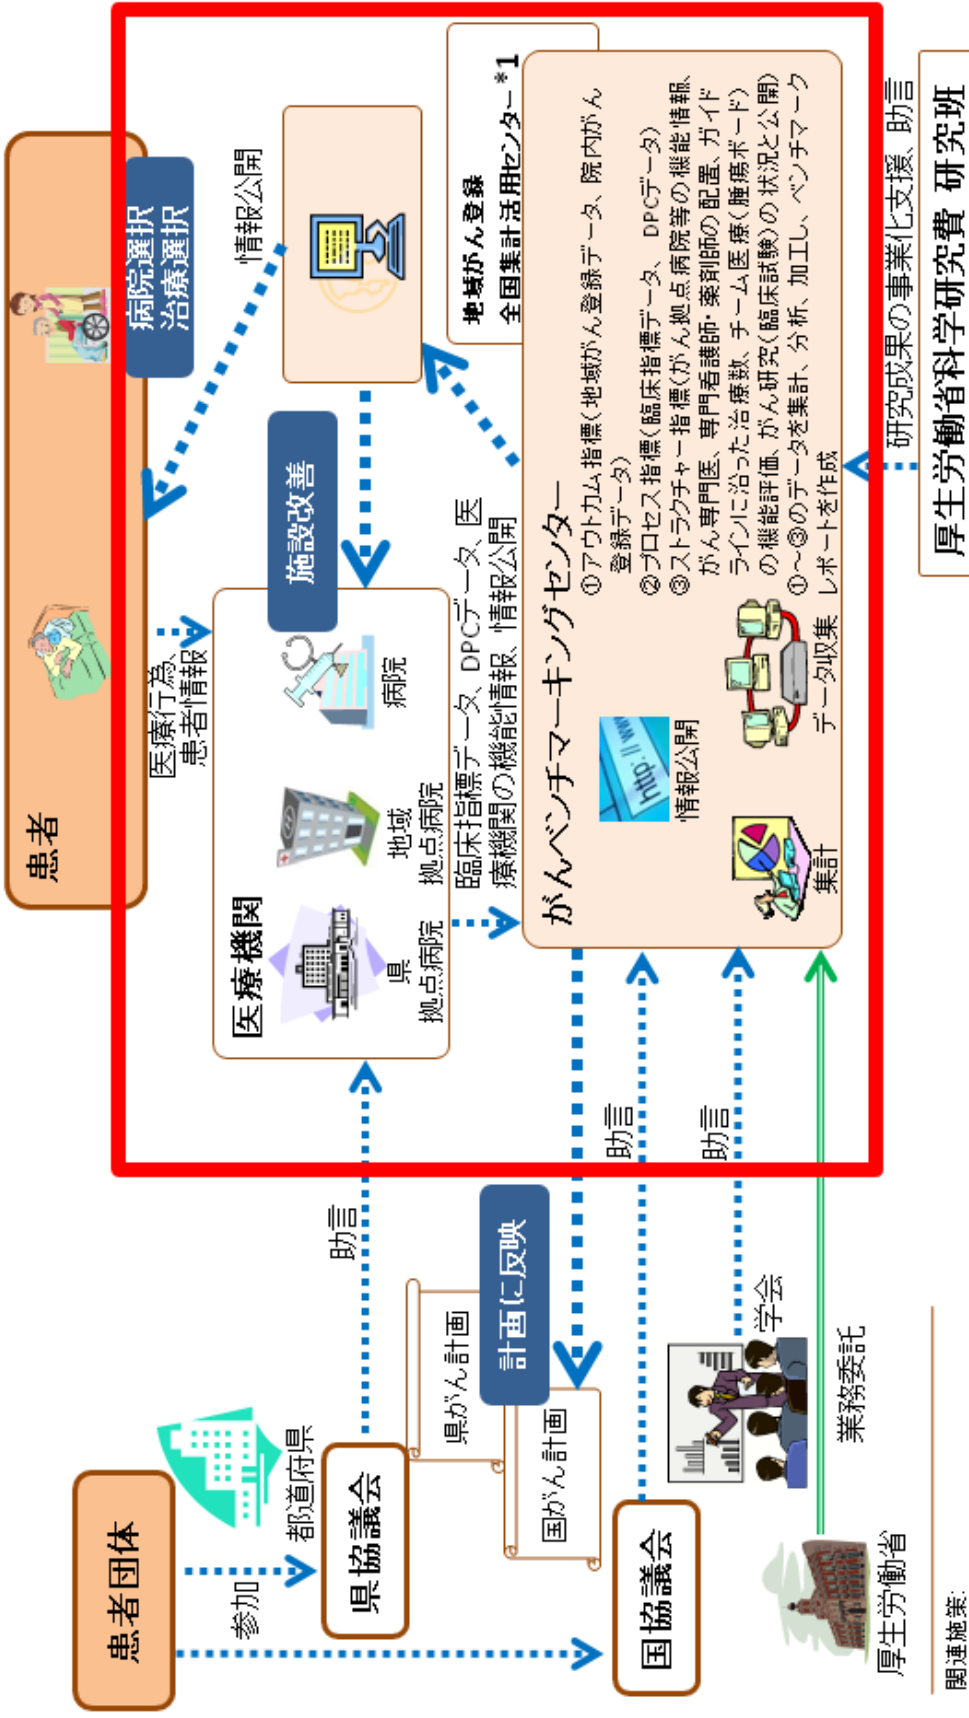 患者団体
参加
都道府県
県協議会
国協議会
厚生労働省
関連施策:
県がん計画
国がん計画
計画に反映
学会
業務委託
助言
助言
助言
患者
医療行為、
患者情報
病院選択
治療選択
情報公開
医療機関
県
拠点病院
地域
拠点病院
病院
施設改善
臨床指標データ、DPCデータ、医
療機関の機能情報、情報公開
地域がん登録
全国集計活用センター*1
がんベンチマーキングセンター
http://www
情報公開
集計
データ収集
①アウトカム指標(地域がん登録データ、院内がん
登録データ)
②プロセス指標(臨床指標データ、DPCデータ)
③ストラクチャー指標(がん拠点病院等の機能情報、
がん専門医、専門看護師・薬剤師の配置、ガイド
ラインに沿った治療数、チーム医療(腫瘍ボード)
の機能評価、がん研究(臨床試験)の状況と公開)
①～③のデータを集計、分析、加工し、ベンチマーク
レポートを作成
研究成果の事業化支援、助言
厚生労働省科学研究費 研究班